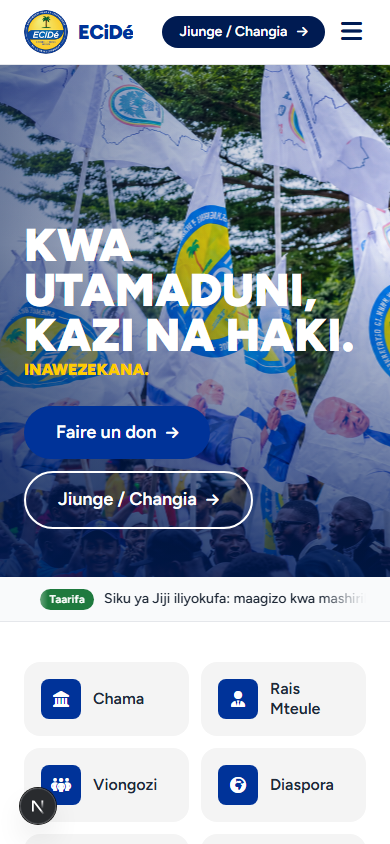 ECiDé
ECiDé
Jiunge / Changia →
KWA
UTAMADUNI,
KAZI NA HAKI.
INAWEZEKANA.
Faire un don →
Jiunge / Changia →
Taarifa
Siku ya Jiji iliyokufa: maagizo kwa mashiri
Chama
Rais
Mteule
Viongozi
Diaspora
N